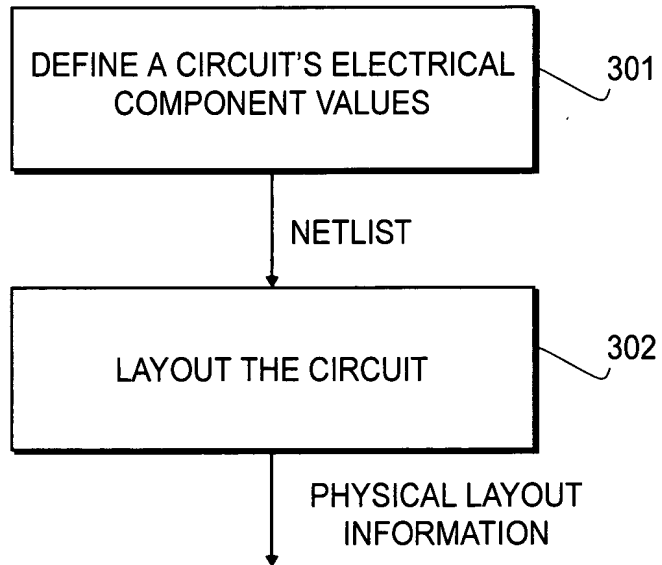 DEFINE A CIRCUIT'S ELECTRICAL
COMPONENT VALUES
301
NETLIST
LAYOUT THE CIRCUIT
302
PHYSICAL LAYOUT
INFORMATION